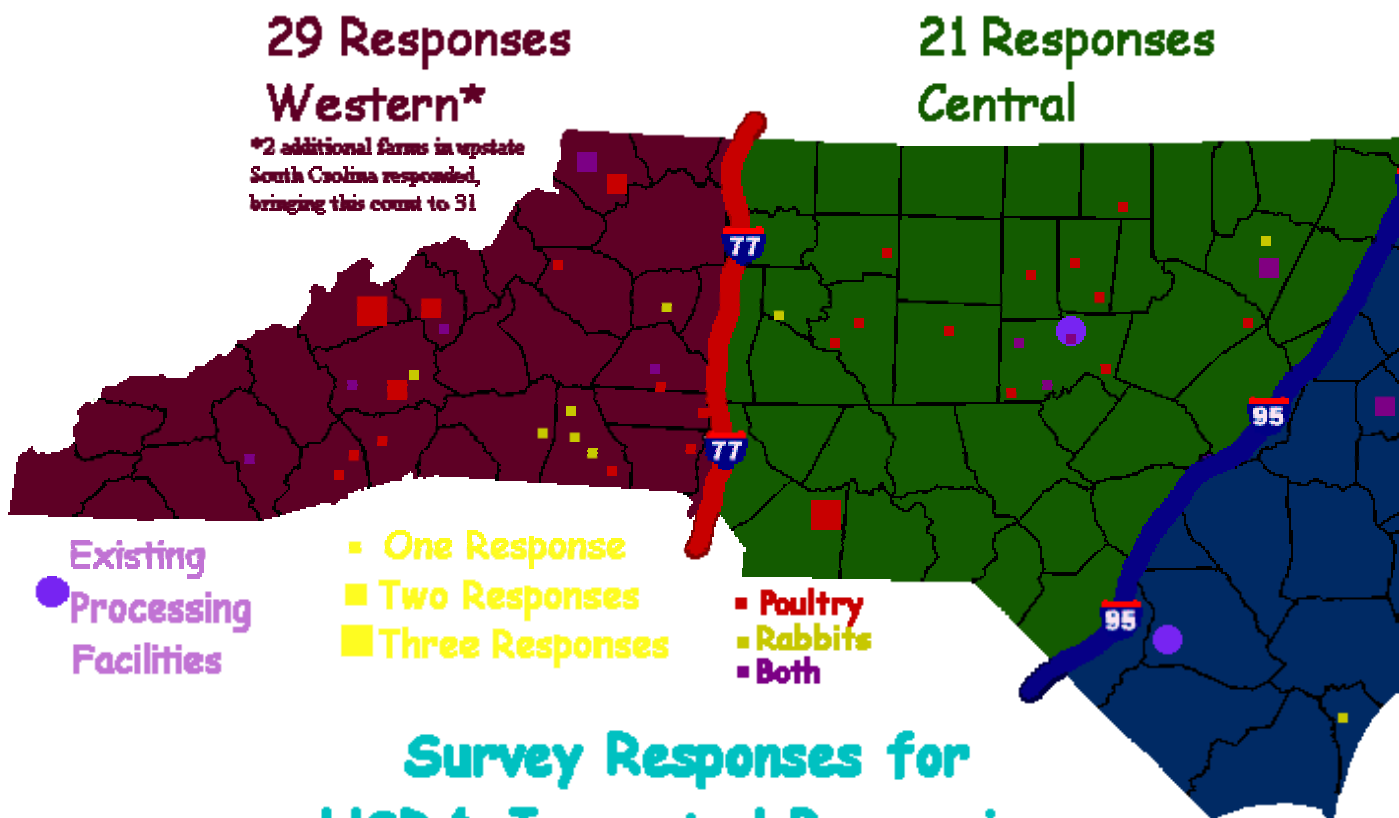 29 Responses
Western*
*2 additional farms in upstate
South Crolina responded,
bringing this count to 31
21 Responses
Central
77
77
95
95
Existing
Processing
Facilities
One Response
Two Responses
Three Responses
Poultry
Rabbits
Both
Survey Responses for